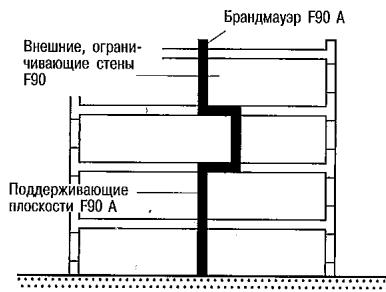 Брандмауэр F90 A
Внешние, ограни-
чивающие стены
F90
Поддерживающие
плоскости F90 A